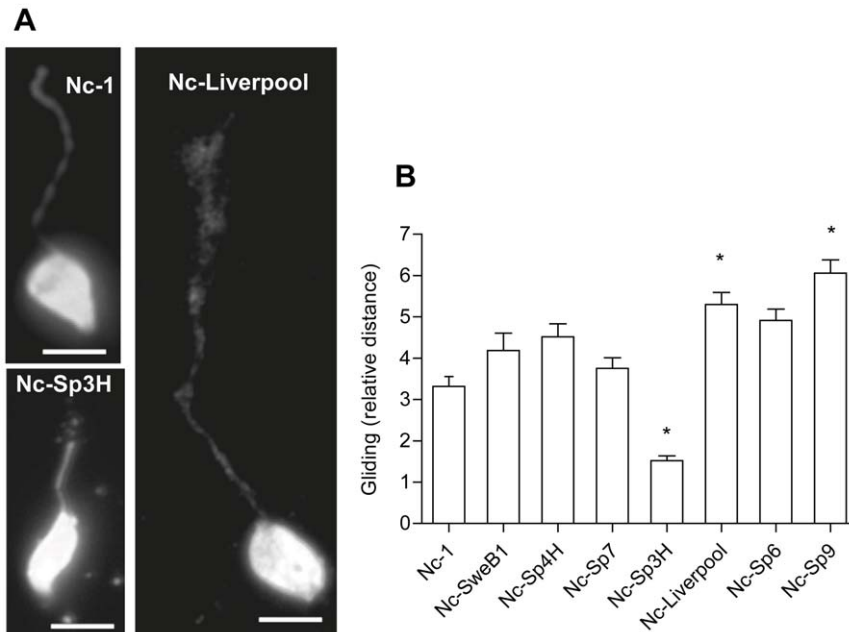 A
Nc-1
Nc-Liverpool
Nc-Sp3H
B
Gliding (relative distance)
7
6
5
4
3
2
1
0
*
*
*
Nc-1
Nc-SweB1
Nc-Sp4H
Nc-Sp7
Nc-Sp3H
Nc-Liverpool
Nc-Sp6
Nc-Sp9